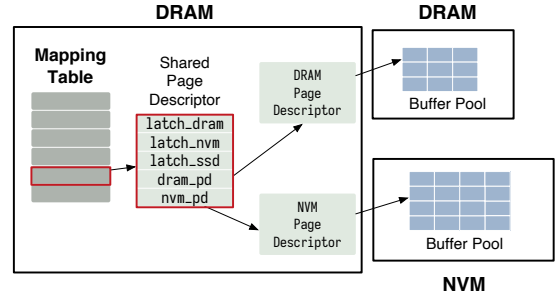 DRAM
DRAM
Mapping
Table
Shared
Page
Descriptor
latch_dram
latch_nvm
latch_ssd
dram_pd
nvm_pd
DRAM
Page
Descriptor
NVM
Page
Descriptor
Buffer Pool
Buffer Pool
NVM